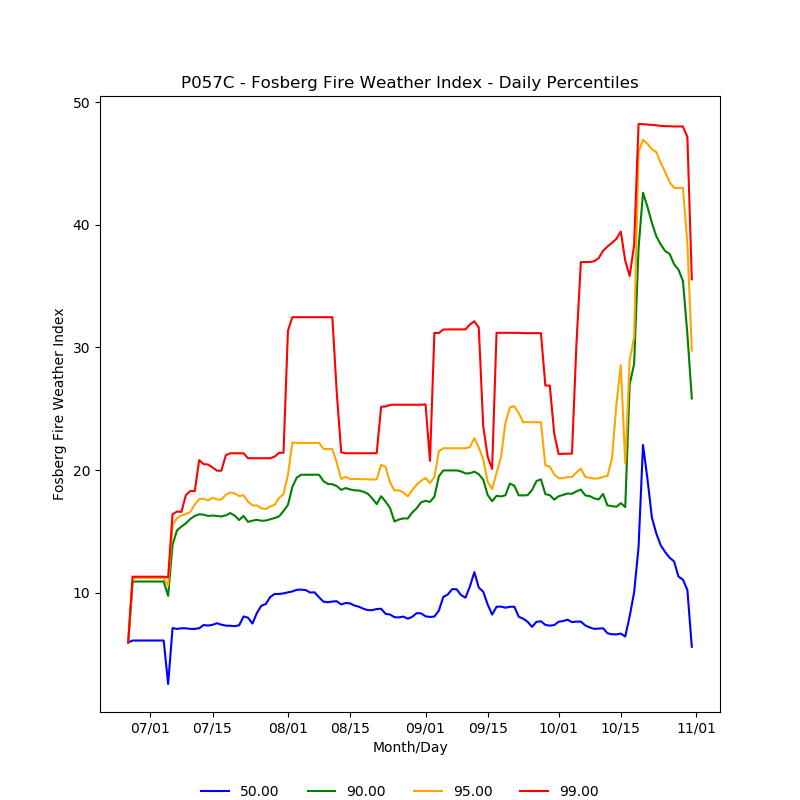 P057C - Fosberg Fire Weather Index - Daily Percentiles
50
40
30
20
10
Fosberg Fire Weather Index
07/01 07/15 08/01 08/15 09/01 09/15 10/01 10/15 11/01
Month/Day
50.00 90.00 95.00 99.00